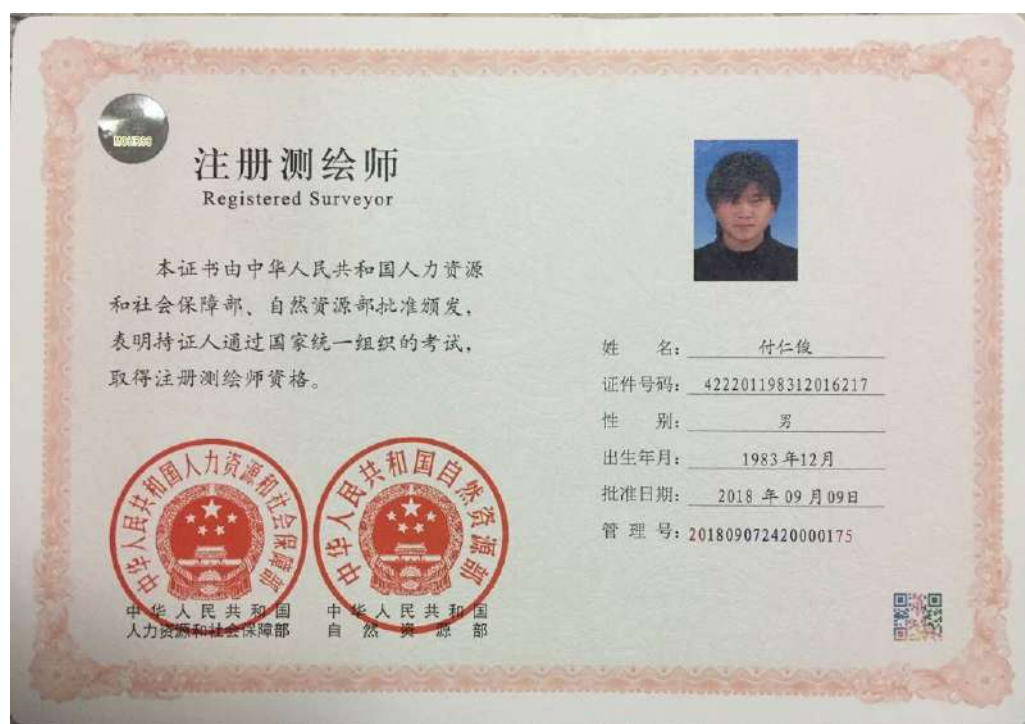 注册测绘师
Registered Surveyor
本证书由中华人民共和国人力资源
和社会保障部、自然资源部批准颁发，
表明持证人通过国家统一组织的考试，
取得注册测绘师资格。
中华人民共和国人力资源和社会保障部
中华人民共和国自然资源部
中华人民共和国
人力资源和社会保障部
中华人民共和国
自然资源部
姓 名：付仁俊
证件号码：422201198312016217
性 别：男
出生年月：1983年12月
批准日期：2018 年 09 月 09日
管 理 号：201809072420000175